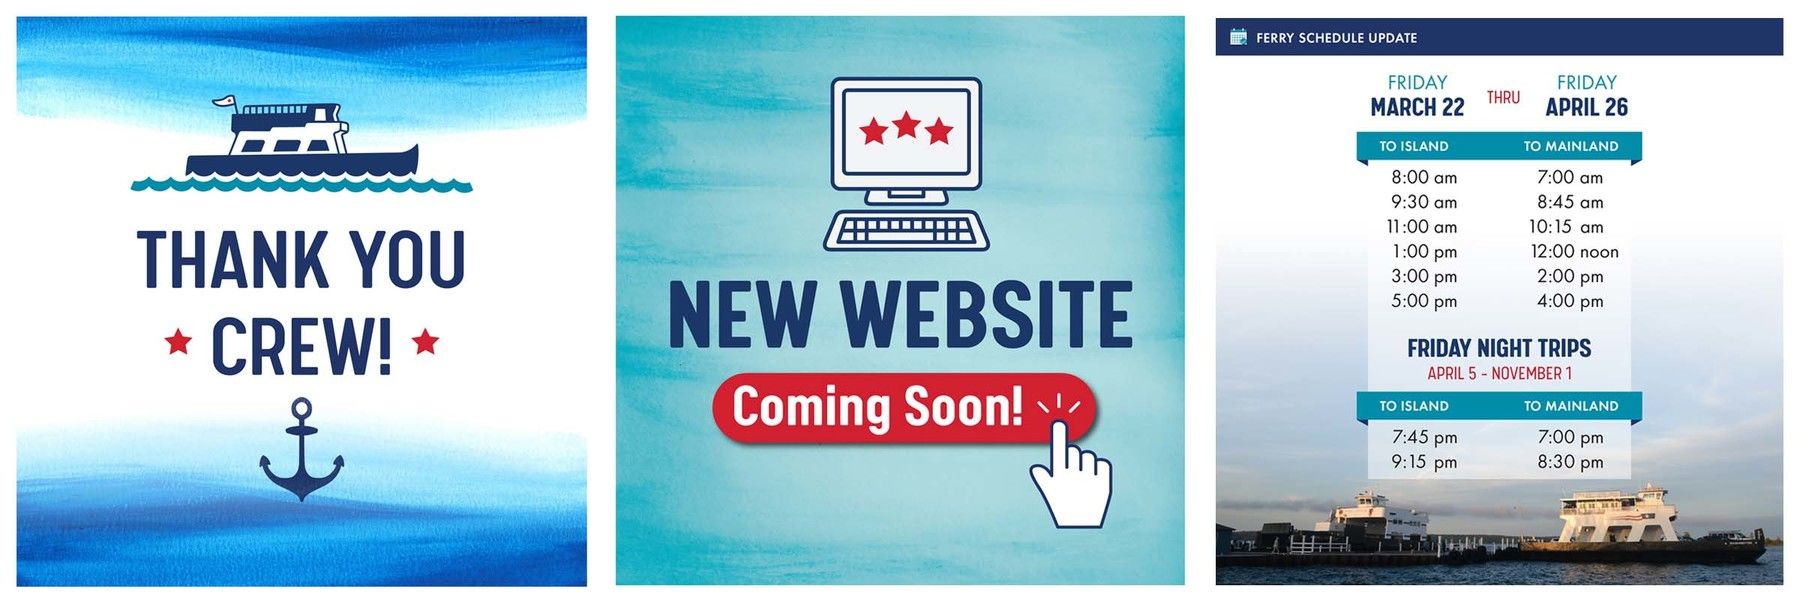 THANK YOU
CREW!
NEW WEBSITE
Coming Soon!
FERRY SCHEDULE UPDATE
FRIDAY
MARCH 22
THRU
FRIDAY
APRIL 26
TO ISLAND TO MAINLAND
8:00 am 7:00 am
9:30 am 8:45 am
11:00 am 10:15 am
1:00 pm 12:00 noon
3:00 pm 2:00 pm
5:00 pm 4:00 pm
FRIDAY NIGHT TRIPS
APRIL 5 - NOVEMBER 1
TO ISLAND TO MAINLAND
7:45 pm 7:00 pm
9:15 pm 8:30 pm